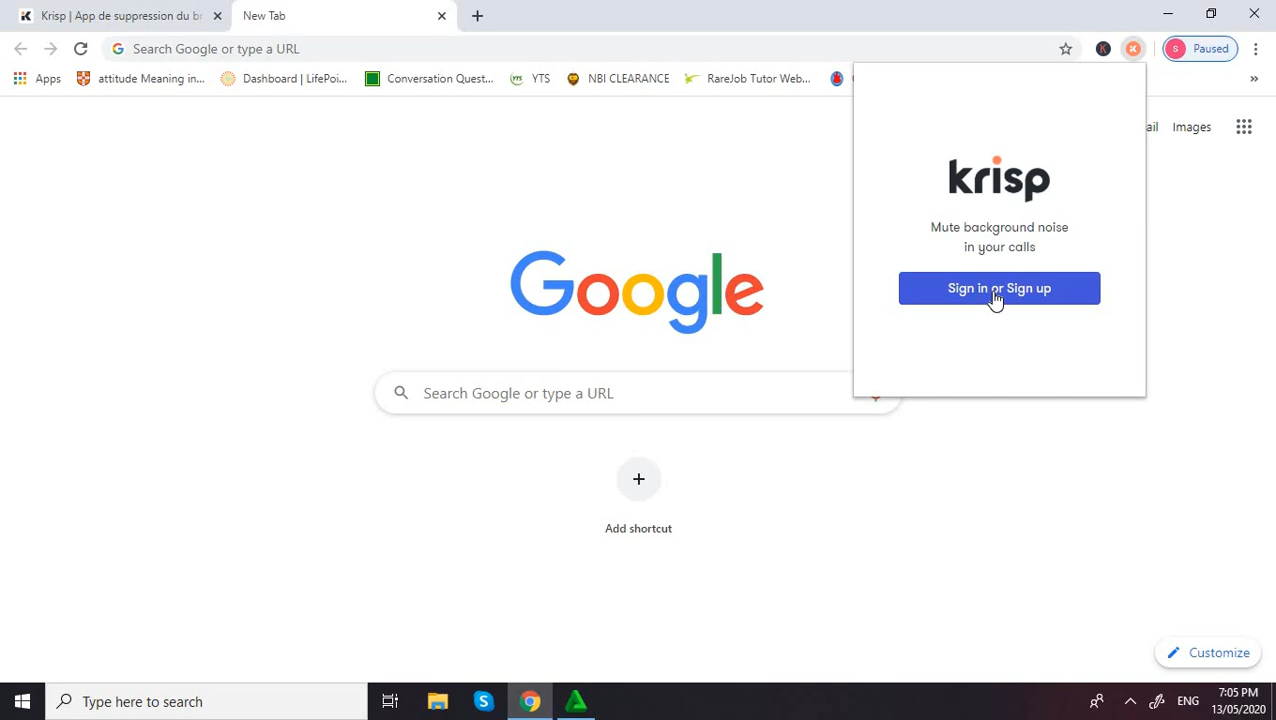 Krisp | App de suppression du br
New Tab
Search Google or type a URL
K
S Paused
Apps
attitude Meaning in...
Dashboard | LifePoi...
Conversation Quest...
YTS
NBI CLEARANCE
RareJob Tutor Web...
»
ail
Images
krisp
Mute background noise
in your calls
Sign in or Sign up
Google
Search Google or type a URL
Add shortcut
Customize
Type here to search
ENG
7:05 PM
13/05/2020